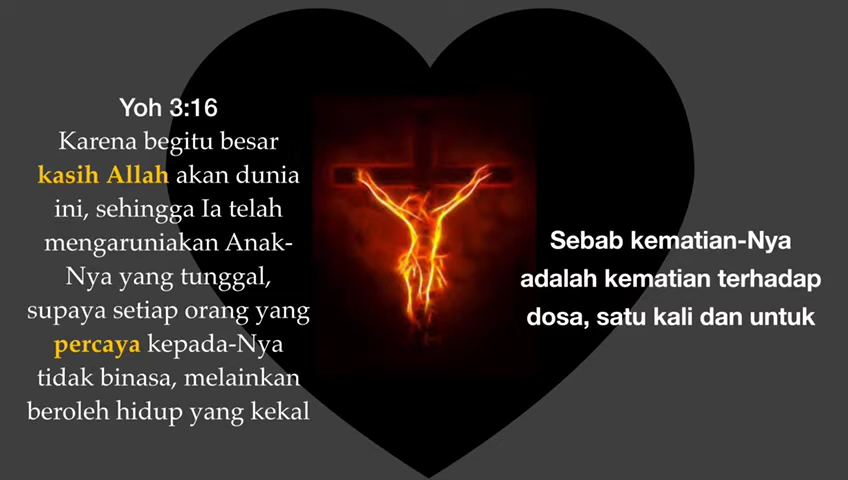 Yoh 3:16
Karena begitu besar
kasih Allah akan dunia
ini, sehingga Ia telah
mengaruniakan Anak-
Nya yang tunggal,
supaya setiap orang yang
percaya kepada-Nya
tidak binasa, melainkan
beroleh hidup yang kekal
Sebab kematian-Nya
adalah kematian terhadap
dosa, satu kali dan untuk